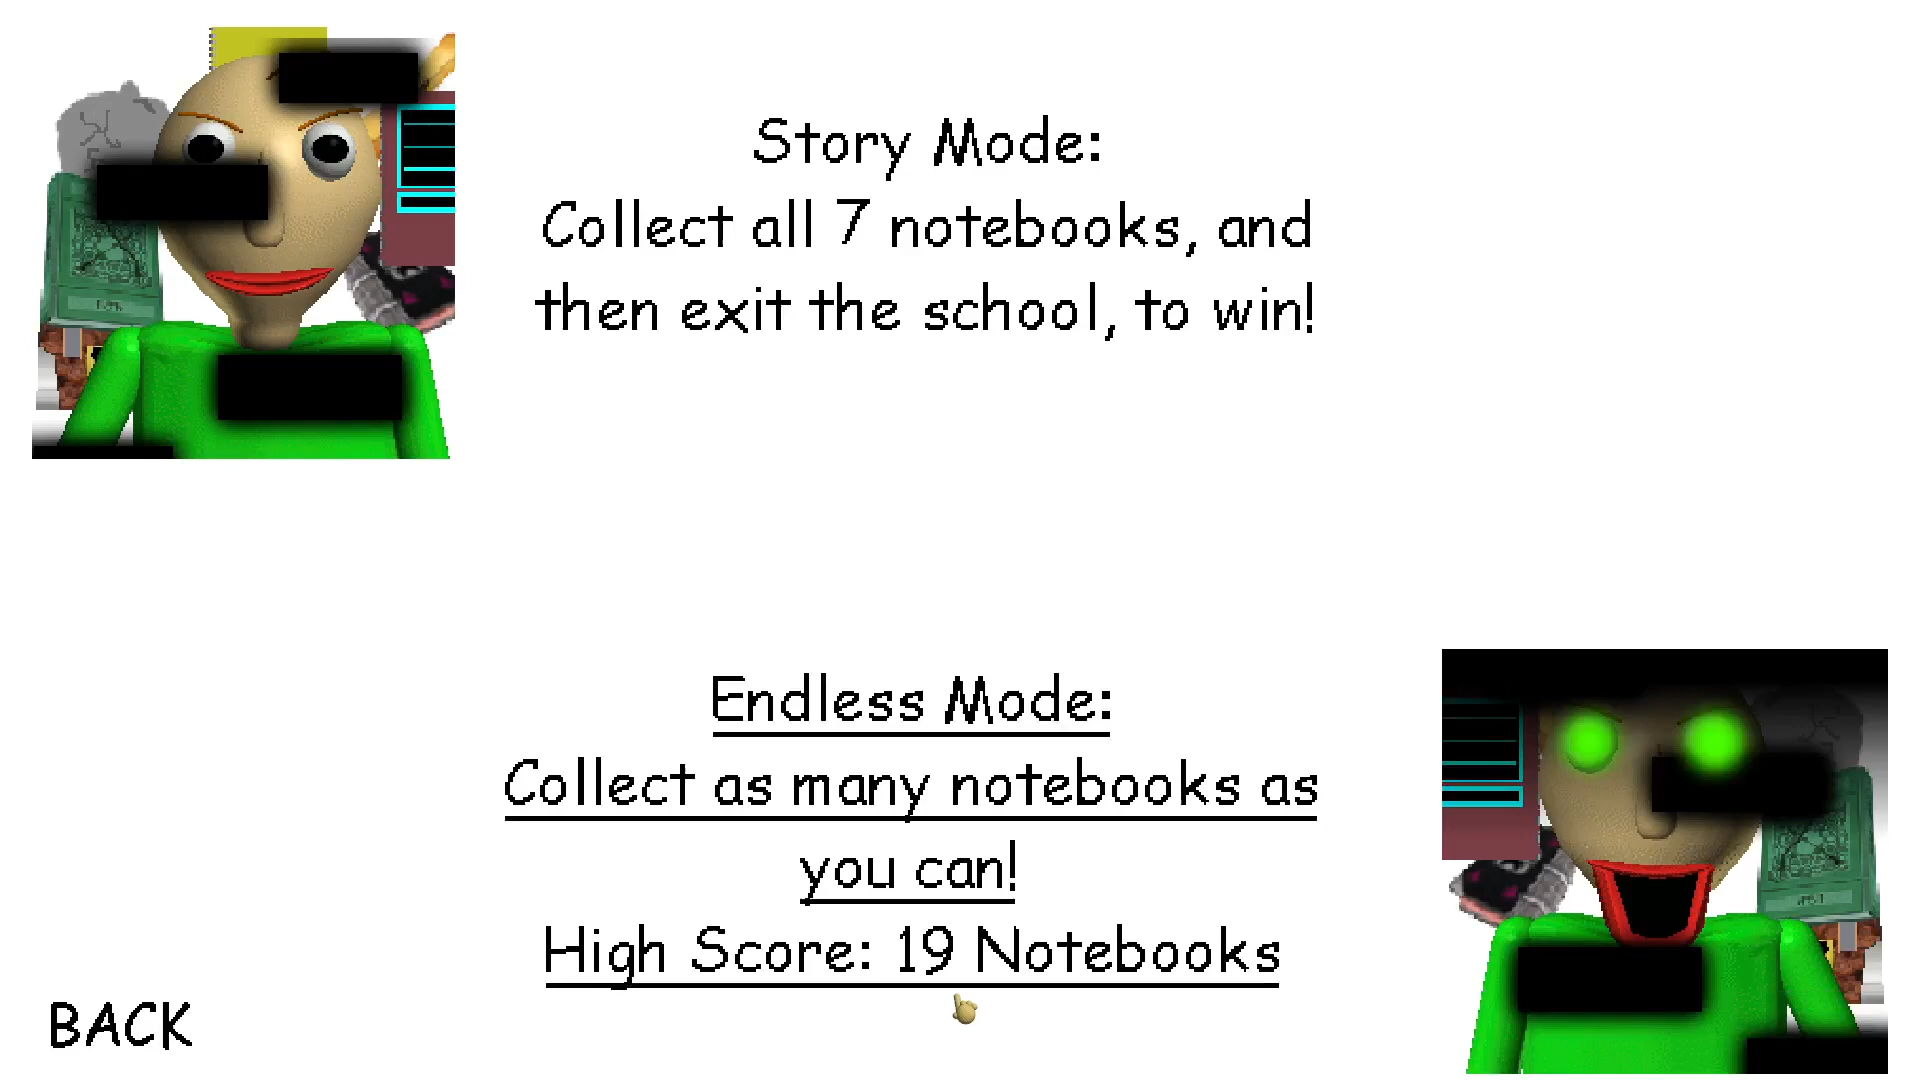 Story Mode:
Collect all 7 notebooks, and
then exit the school, to win!
Endless Mode:
Collect as many notebooks as
you can!
High Score: 19 Notebooks
BACK